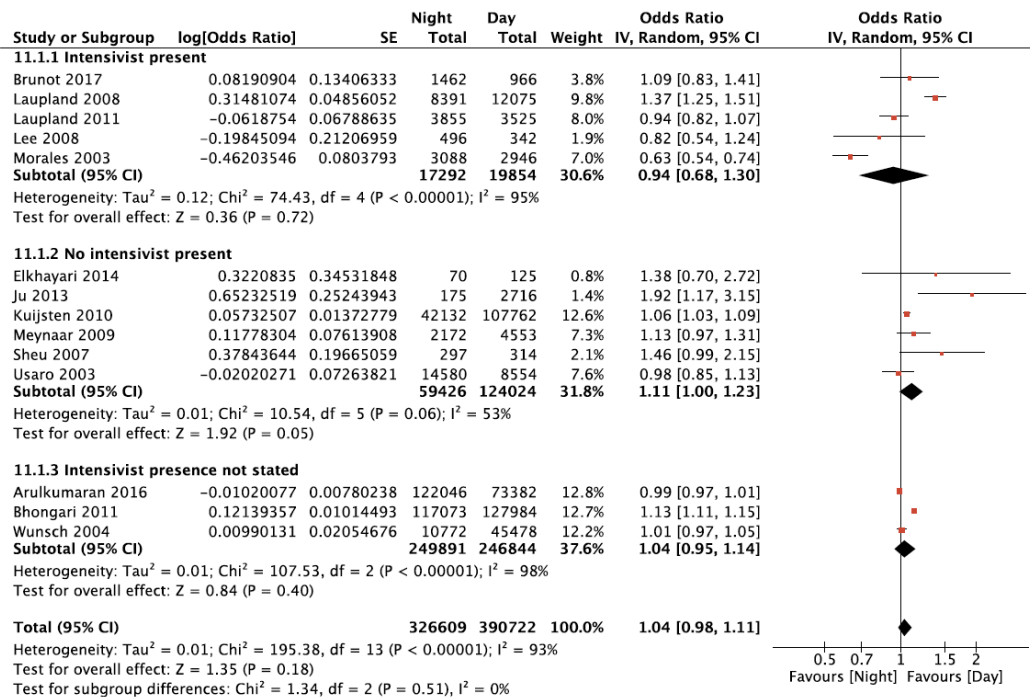 Night Day Odds Ratio Odds Ratio
Study or Subgroup log[Odds Ratio] SE Total Total Weight IV, Random, 95% CI IV, Random, 95% CI
11.1.1 Intensivist present
Brunot 2017 0.08190904 0.13406333 1462 966 3.8% 1.09 [0.83, 1.41]
Laupland 2008 0.31481074 0.04856052 8391 12075 9.8% 1.37 [1.25, 1.51]
Laupland 2011 -0.0618754 0.06788635 3855 3525 8.0% 0.94 [0.82, 1.07]
Lee 2008 -0.19845094 0.21206959 496 342 1.9% 0.82 [0.54, 1.24]
Morales 2003 -0.46203546 0.0803793 3088 2946 7.0% 0.63 [0.54, 0.74]
Subtotal (95% CI) 17292 19854 30.6% 0.94 [0.68, 1.30]
Heterogeneity: Tau² = 0.12; Chi² = 74.43, df = 4 (P < 0.00001); I² = 95%
Test for overall effect: Z = 0.36 (P = 0.72)
11.1.2 No intensivist present
Elkhayari 2014 0.3220835 0.34531848 70 125 0.8% 1.38 [0.70, 2.72]
Ju 2013 0.65232519 0.25243943 175 2716 1.4% 1.92 [1.17, 3.15]
Kuijsten 2010 0.05732507 0.01372779 42132 107762 12.6% 1.06 [1.03, 1.09]
Meynaar 2009 0.11778304 0.07613908 2172 4553 7.3% 1.13 [0.97, 1.31]
Sheu 2007 0.37843644 0.19665059 297 314 2.1% 1.46 [0.99, 2.15]
Usaro 2003 -0.02020271 0.07263821 14580 8554 7.6% 0.98 [0.85, 1.13]
Subtotal (95% CI) 59426 124024 31.8% 1.11 [1.00, 1.23]
Heterogeneity: Tau² = 0.01; Chi² = 10.54, df = 5 (P = 0.06); I² = 53%
Test for overall effect: Z = 1.92 (P = 0.05)
11.1.3 Intensivist presence not stated
Arulkumaran 2016 -0.01020077 0.00780238 122046 73382 12.8% 0.99 [0.97, 1.01]
Bhongari 2011 0.12139357 0.01014493 117073 127984 12.7% 1.13 [1.11, 1.15]
Wunsch 2004 0.00990131 0.02054676 10772 45478 12.2% 1.01 [0.97, 1.05]
Subtotal (95% CI) 249891 246844 37.6% 1.04 [0.95, 1.14]
Heterogeneity: Tau² = 0.01; Chi² = 107.53, df = 2 (P < 0.00001); I² = 98%
Test for overall effect: Z = 0.84 (P = 0.40)
Total (95% CI) 326609 390722 100.0% 1.04 [0.98, 1.11]
Heterogeneity: Tau² = 0.01; Chi² = 195.38, df = 13 (P < 0.00001); I² = 93%
Test for overall effect: Z = 1.35 (P = 0.18)
Test for subgroup differences: Chi² = 1.34, df = 2 (P = 0.51), I² = 0%
0.5 0.7 1 1.5 2
Favours [Night] Favours [Day]